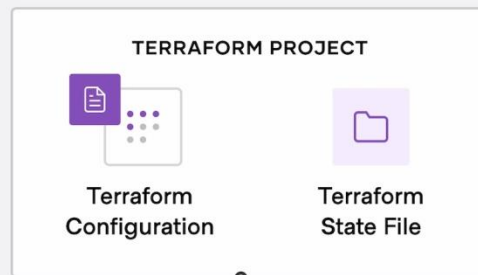 TERRAFORM PROJECT
Terraform
Configuration
Terraform
State File